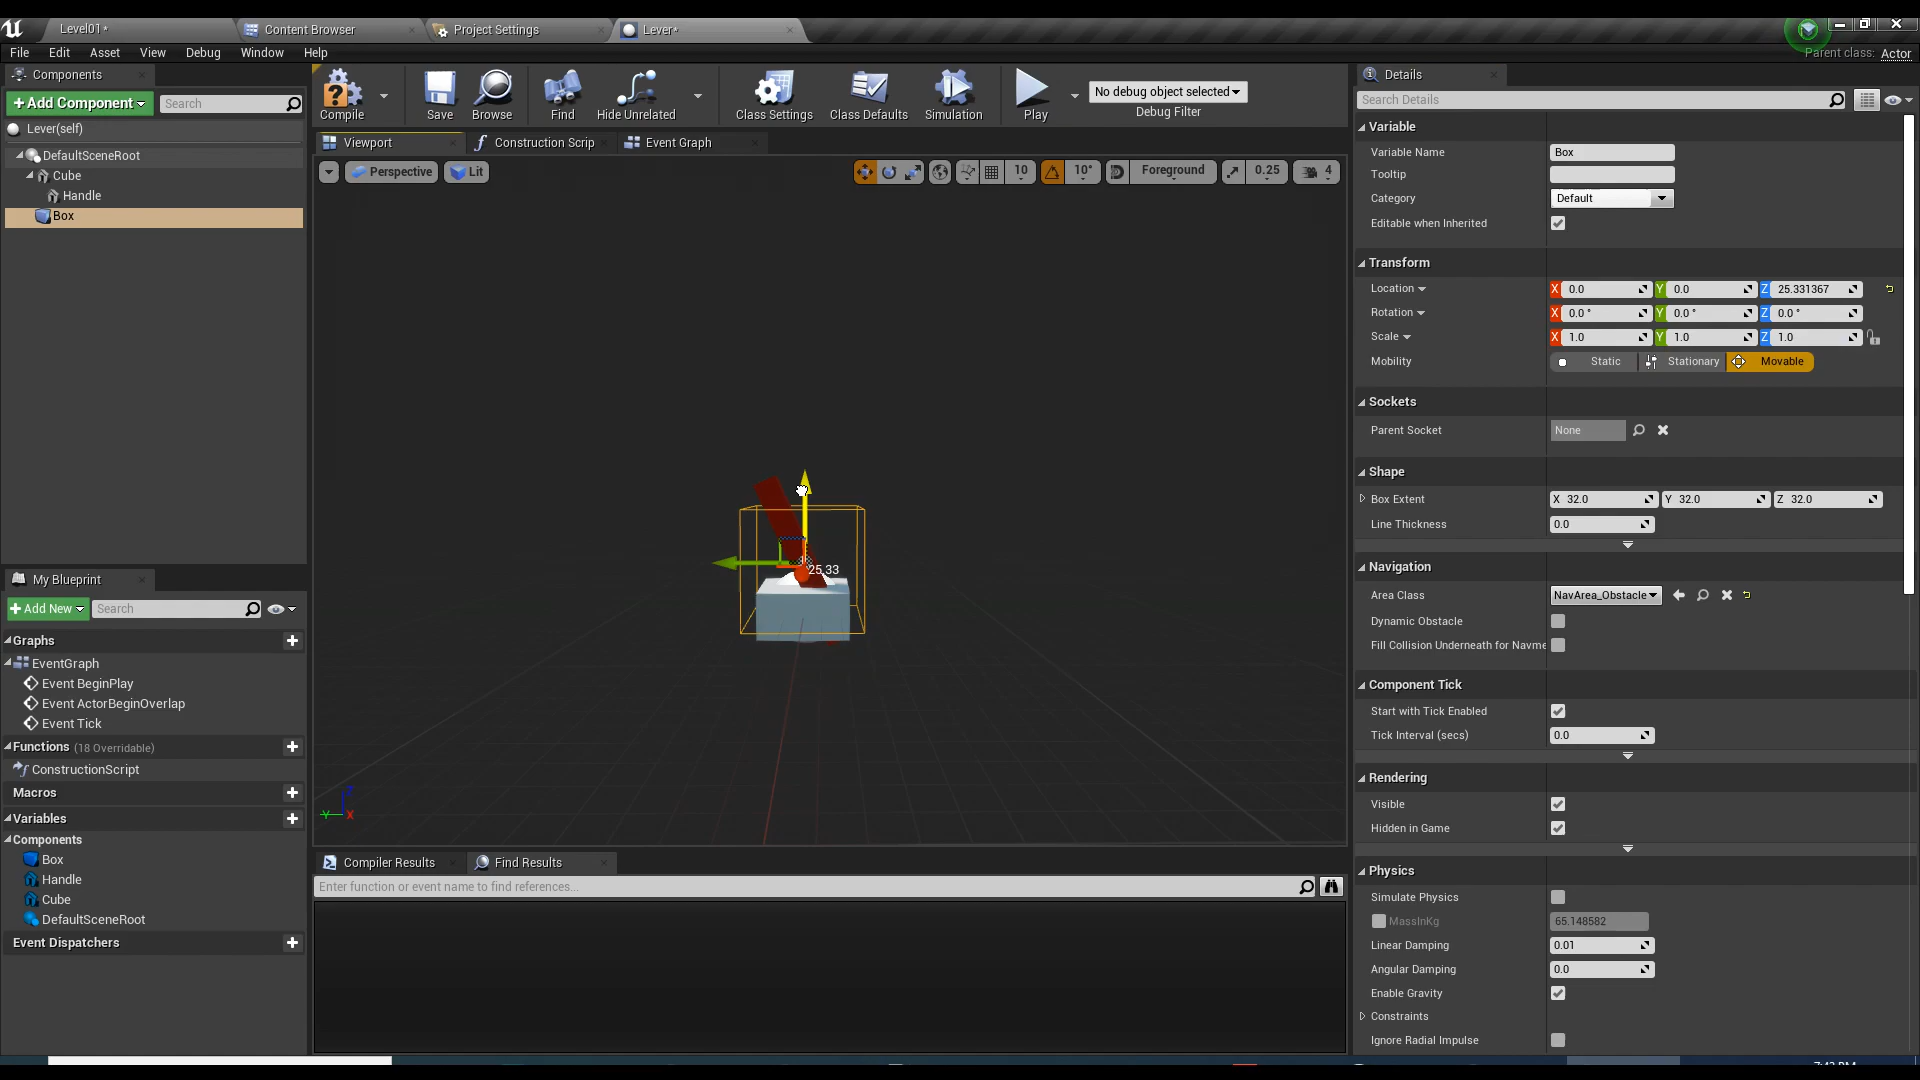 Level01*
Content Browser
Project Settings
Lever*
File Edit Asset View Debug Window Help
Parent class: Actor
Components
+Add Component
Search
Lever(self)
DefaultSceneRoot
Cube
Handle
Box
Compile
Save
Browse
Find
Hide Unrelated
Class Settings
Class Defaults
Simulation
Play
No debug object selected
Debug Filter
Viewport
Construction Scrip
Event Graph
Perspective
Lit
10
10°
Foreground
0.25
4
25.33
Z
Y
X
My Blueprint
+Add New
Search
Graphs
EventGraph
Event BeginPlay
Event ActorBeginOverlap
Event Tick
Functions (18 Overridable)
ConstructionScript
Macros
Variables
Components
Box
Handle
Cube
DefaultSceneRoot
Event Dispatchers
Compiler Results
Find Results
Enter function or event name to find references...
Details
Search Details
Variable
Variable Name Box
Tooltip
Category Default
Editable when Inherited
Transform
Location X 0.0 Y 0.0 Z 25.331367
Rotation X 0.0 ° Y 0.0 ° Z 0.0 °
Scale X 1.0 Y 1.0 Z 1.0
Mobility Static Stationary Movable
Sockets
Parent Socket None
Shape
Box Extent X 32.0 Y 32.0 Z 32.0
Line Thickness 0.0
Navigation
Area Class NavArea_Obstacle
Dynamic Obstacle
Fill Collision Underneath for Navme
Component Tick
Start with Tick Enabled
Tick Interval (secs) 0.0
Rendering
Visible
Hidden in Game
Physics
Simulate Physics
MassInKg 65.148582
Linear Damping 0.01
Angular Damping 0.0
Enable Gravity
Constraints
Ignore Radial Impulse